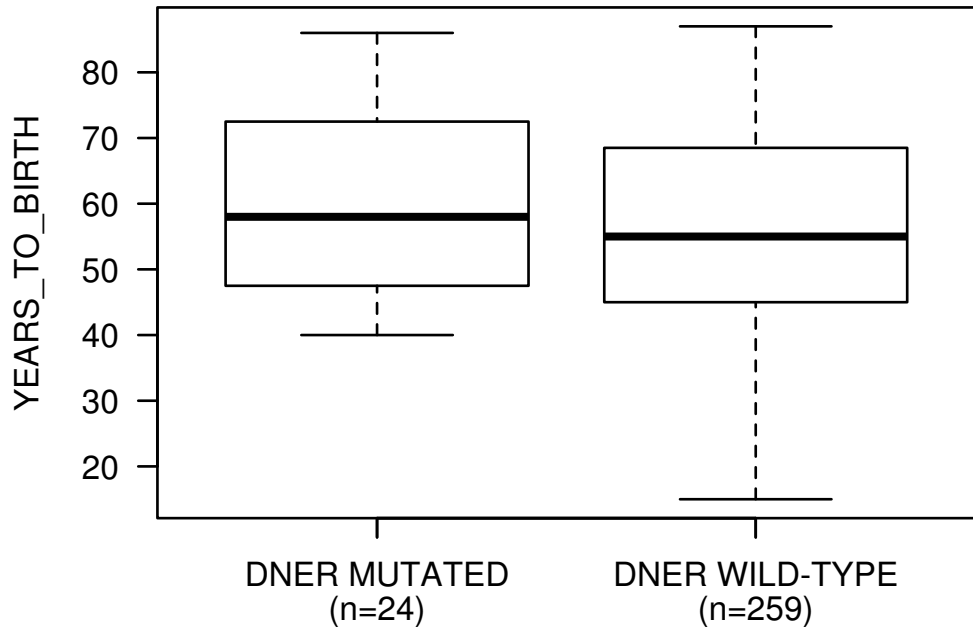 YEARS_TO_BIRTH
80
70
60
50
40
30
20
DNER MUTATED
(n=24)
DNER WILD-TYPE
(n=259)